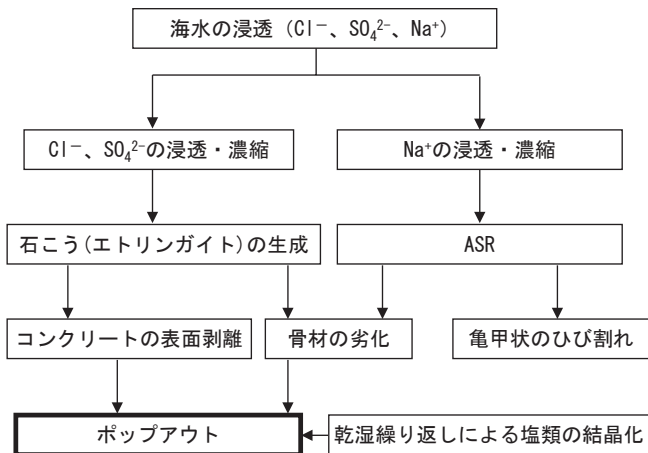 海水の浸透（Cl⁻、SO₄²⁻、Na⁺）
Cl⁻、SO₄²⁻の浸透・濃縮
Na⁺の浸透・濃縮
石こう(エトリンガイト)の生成
ASR
コンクリートの表面剥離
骨材の劣化
亀甲状のひび割れ
ポップアウト
乾湿繰り返しによる塩類の結晶化